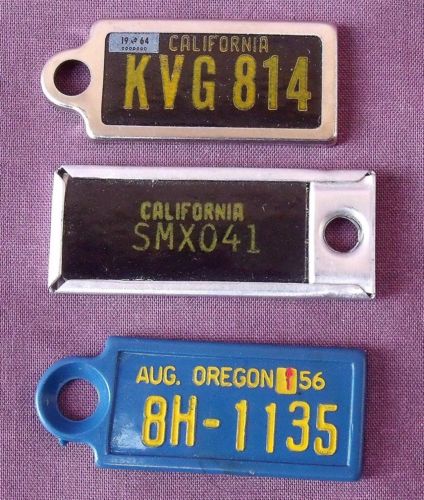 19 64
CALIFORNIA
KVG 814
CALIFORNIA
SMX041
AUG. OREGON 56
8H-1135